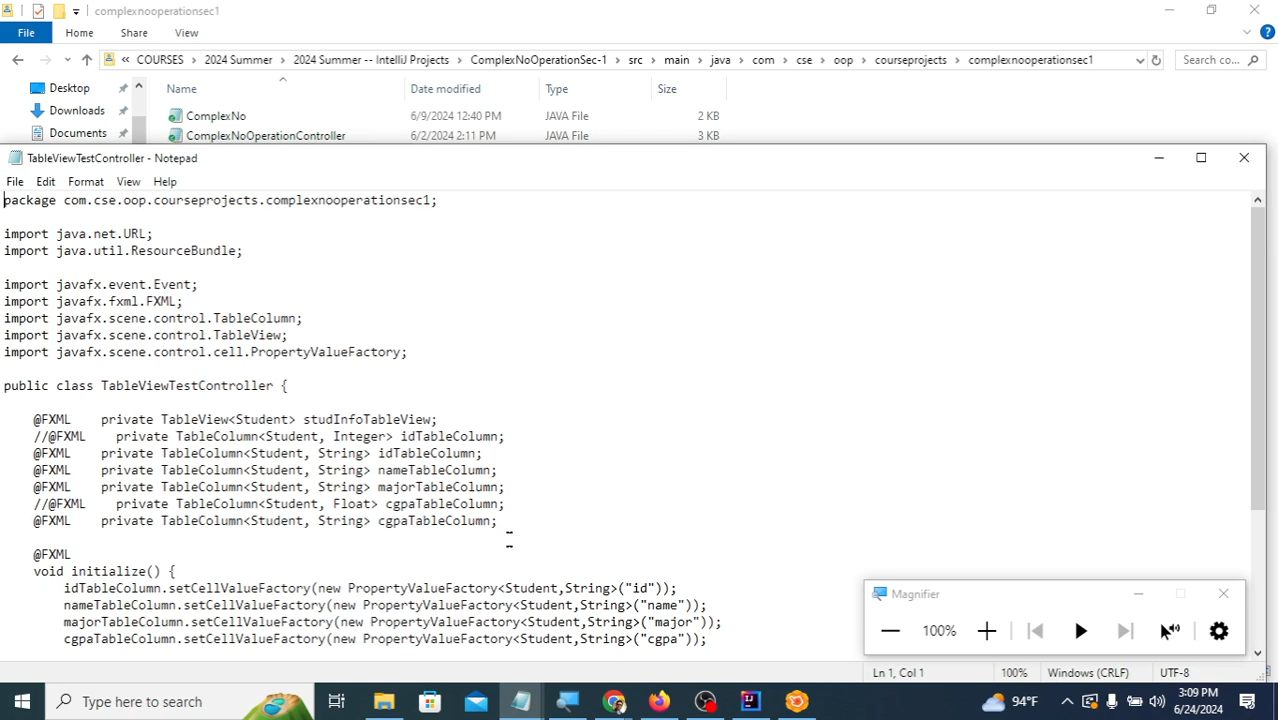 complexnooperationsec1
File Home Share View
COURSES 2024 Summer 2024 Summer -- IntelliJ Projects ComplexNoOperationSec-1 src main java com cse oop courseprojects complexnooperationsec1 Search co...
Desktop
Downloads
Documents
Name Date modified Type Size
ComplexNo 6/9/2024 12:40 PM JAVA File 2 KB
ComplexNoOperationController 6/2/2024 2:11 PM JAVA File 3 KB
TableViewTestController - Notepad
File Edit Format View Help
package com.cse.oop.courseprojects.complexnooperationsec1;
import java.net.URL;
import java.util.ResourceBundle;
import javafx.event.Event;
import javafx.fxml.FXML;
import javafx.scene.control.TableColumn;
import javafx.scene.control.TableView;
import javafx.scene.control.cell.PropertyValueFactory;
public class TableViewTestController {
@FXML private TableView<Student> studInfoTableView;
//@FXML private TableColumn<Student, Integer> idTableColumn;
@FXML private TableColumn<Student, String> idTableColumn;
@FXML private TableColumn<Student, String> nameTableColumn;
@FXML private TableColumn<Student, String> majorTableColumn;
//@FXML private TableColumn<Student, Float> cgpaTableColumn;
@FXML private TableColumn<Student, String> cgpaTableColumn;
@FXML
void initialize() {
idTableColumn.setCellValueFactory(new PropertyValueFactory<Student,String>("id"));
nameTableColumn.setCellValueFactory(new PropertyValueFactory<Student,String>("name"));
majorTableColumn.setCellValueFactory(new PropertyValueFactory<Student,String>("major"));
cgpaTableColumn.setCellValueFactory(new PropertyValueFactory<Student,String>("cgpa"));
Magnifier
100%
Ln 1, Col 1 100% Windows (CRLF) UTF-8
Type here to search
94°F
3:09 PM
6/24/2024